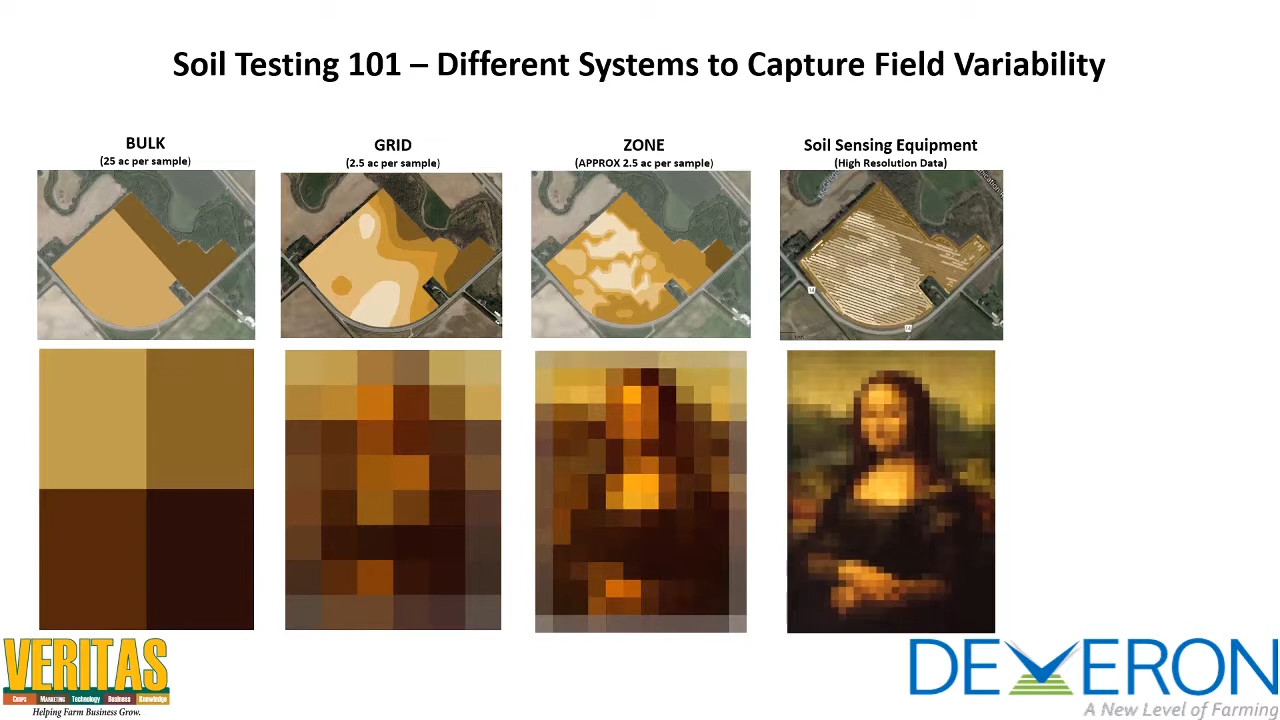 Soil Testing 101 – Different Systems to Capture Field Variability
BULK
(25 ac per sample)
GRID
(2.5 ac per sample)
ZONE
(APPROX 2.5 ac per sample)
Soil Sensing Equipment
(High Resolution Data)
VERITAS
Crops Marketing Technology Business Knowledge
Helping Farm Business Grow.
DEVERON
A New Level of Farming